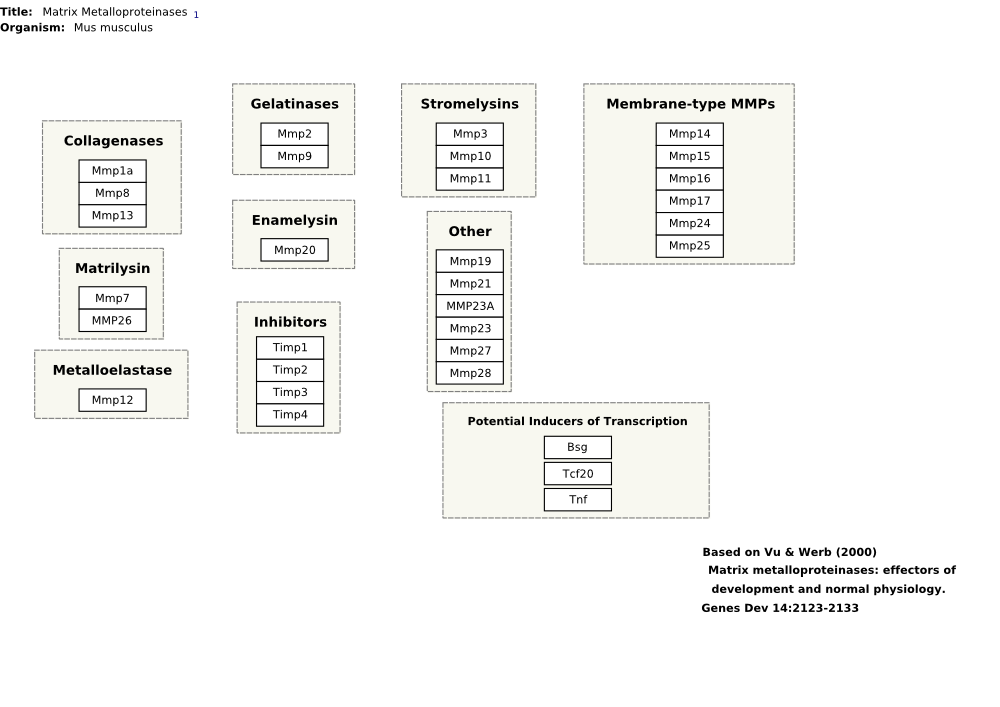 Title: Matrix Metalloproteinases 1
Organism: Mus musculus
Collagenases
Mmp1a
Mmp8
Mmp13
Matrilysin
Mmp7
MMP26
Metalloelastase
Mmp12
Gelatinases
Mmp2
Mmp9
Enamelysin
Mmp20
Inhibitors
Timp1
Timp2
Timp3
Timp4
Stromelysins
Mmp3
Mmp10
Mmp11
Other
Mmp19
Mmp21
MMP23A
Mmp23
Mmp27
Mmp28
Membrane-type MMPs
Mmp14
Mmp15
Mmp16
Mmp17
Mmp24
Mmp25
Potential Inducers of Transcription
Bsg
Tcf20
Tnf
Based on Vu & Werb (2000)
Matrix metalloproteinases: effectors of
development and normal physiology.
Genes Dev 14:2123-2133